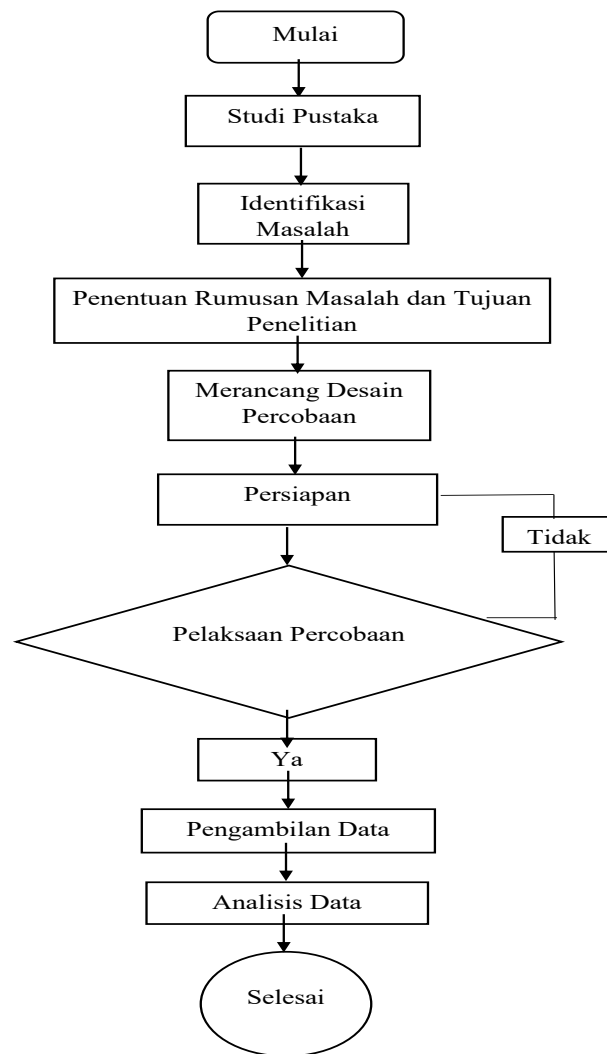 Mulai
Studi Pustaka
Identifikasi
Masalah
Penentuan Rumusan Masalah dan Tujuan
Penelitian
Merancang Desain
Percobaan
Persiapan
Tidak
Pelaksaan Percobaan
Ya
Pengambilan Data
Analisis Data
Selesai